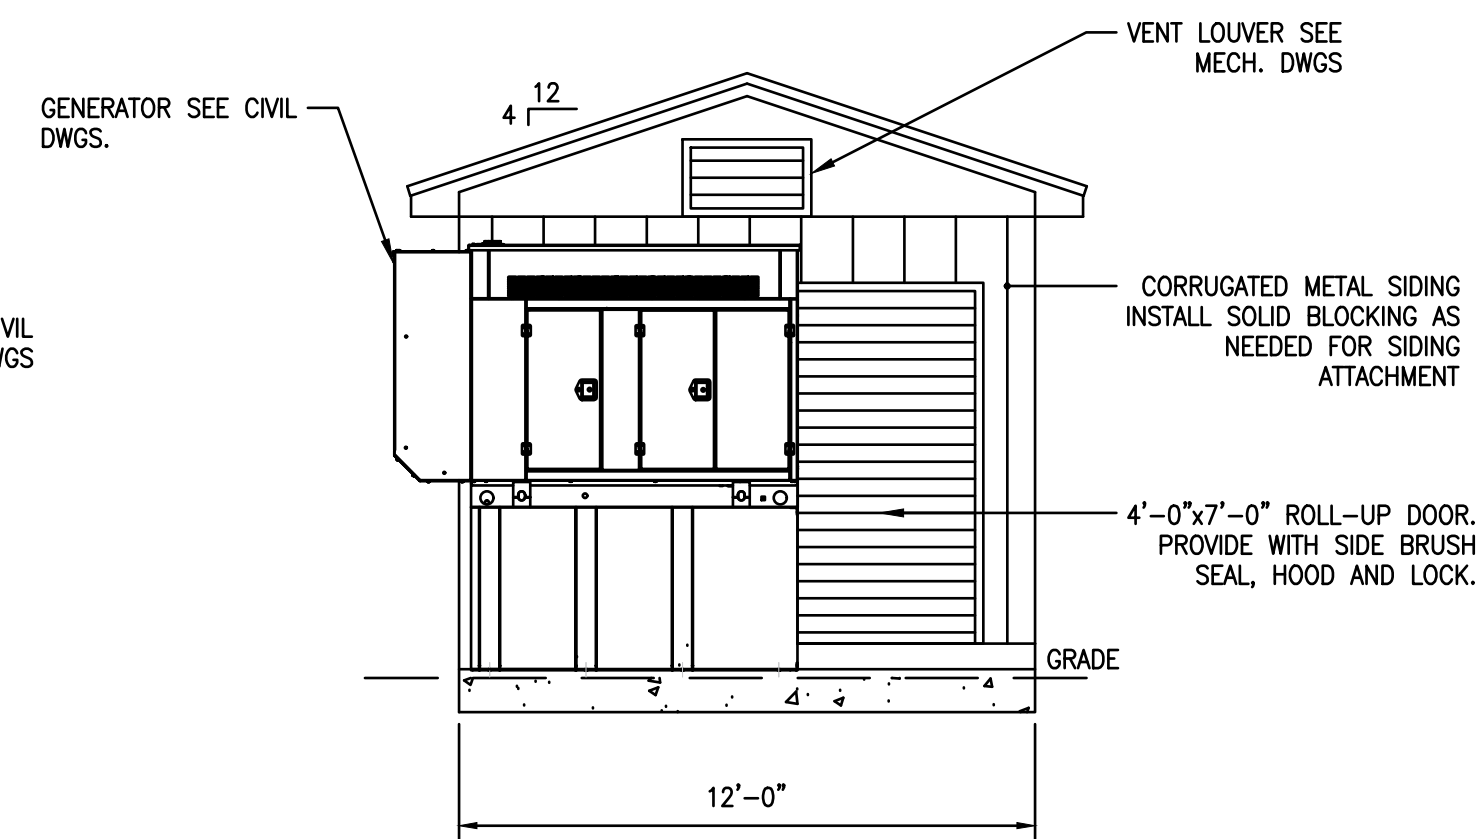 VENT LOUVER SEE
MECH. DWGS
12
4
GENERATOR SEE CIVIL
DWGS.
CORRUGATED METAL SIDING
INSTALL SOLID BLOCKING AS
NEEDED FOR SIDING
ATTACHMENT
4'-0"x7'-0" ROLL-UP DOOR.
PROVIDE WITH SIDE BRUSH
SEAL, HOOD AND LOCK.
GRADE
12'-0"